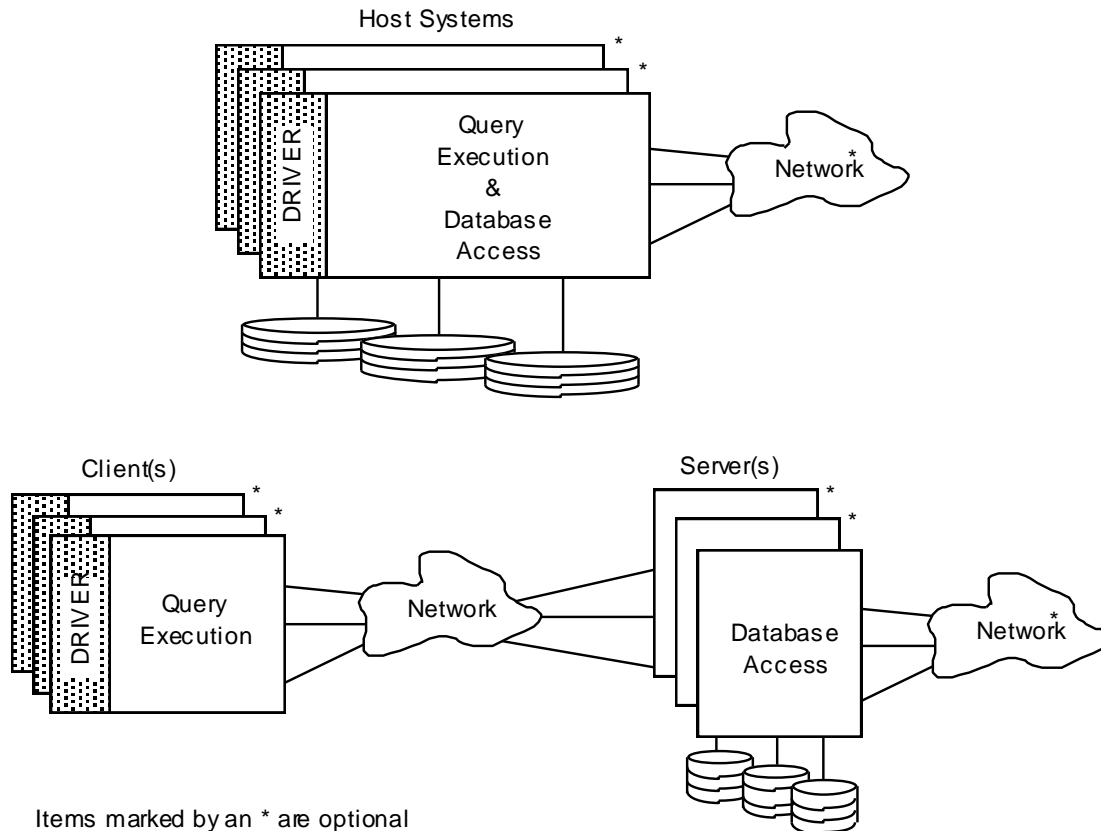 Host Systems
*
*
DRIVER
Query
Execution
&
Database
Access
Network*
Client(s)
*
*
DRIVER
Query
Execution
Network
Server(s)
*
*
Database
Access
Network*
Items marked by an * are optional